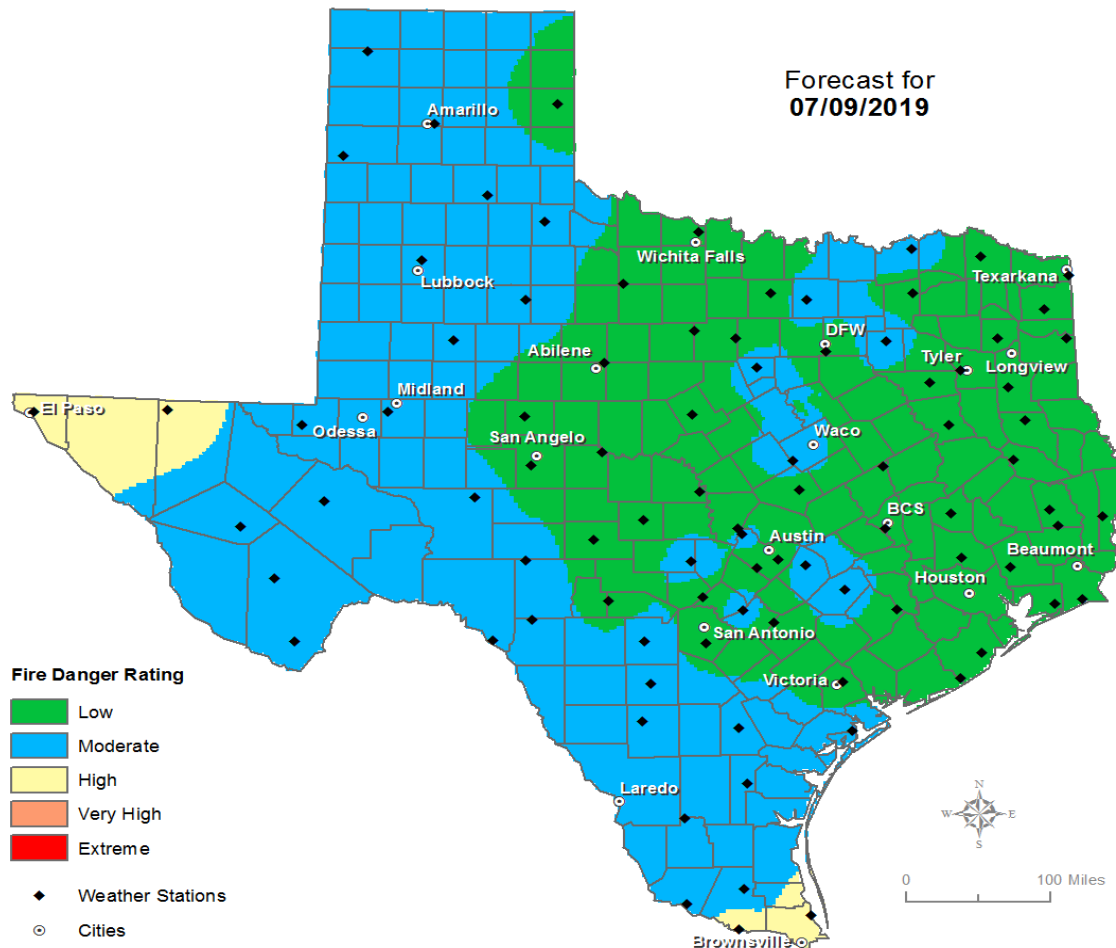 Forecast for
07/09/2019
Amarillo
Wichita Falls
Lubbock
Texarkana
DFW
Abilene
Tyler
Longview
Midland
El Paso
Odessa
San Angelo
Waco
BCS
Austin
Beaumont
Houston
San Antonio
Victoria
Laredo
Brownsville
Fire Danger Rating
Low
Moderate
High
Very High
Extreme
Weather Stations
Cities
N
W E
S
0 100 Miles